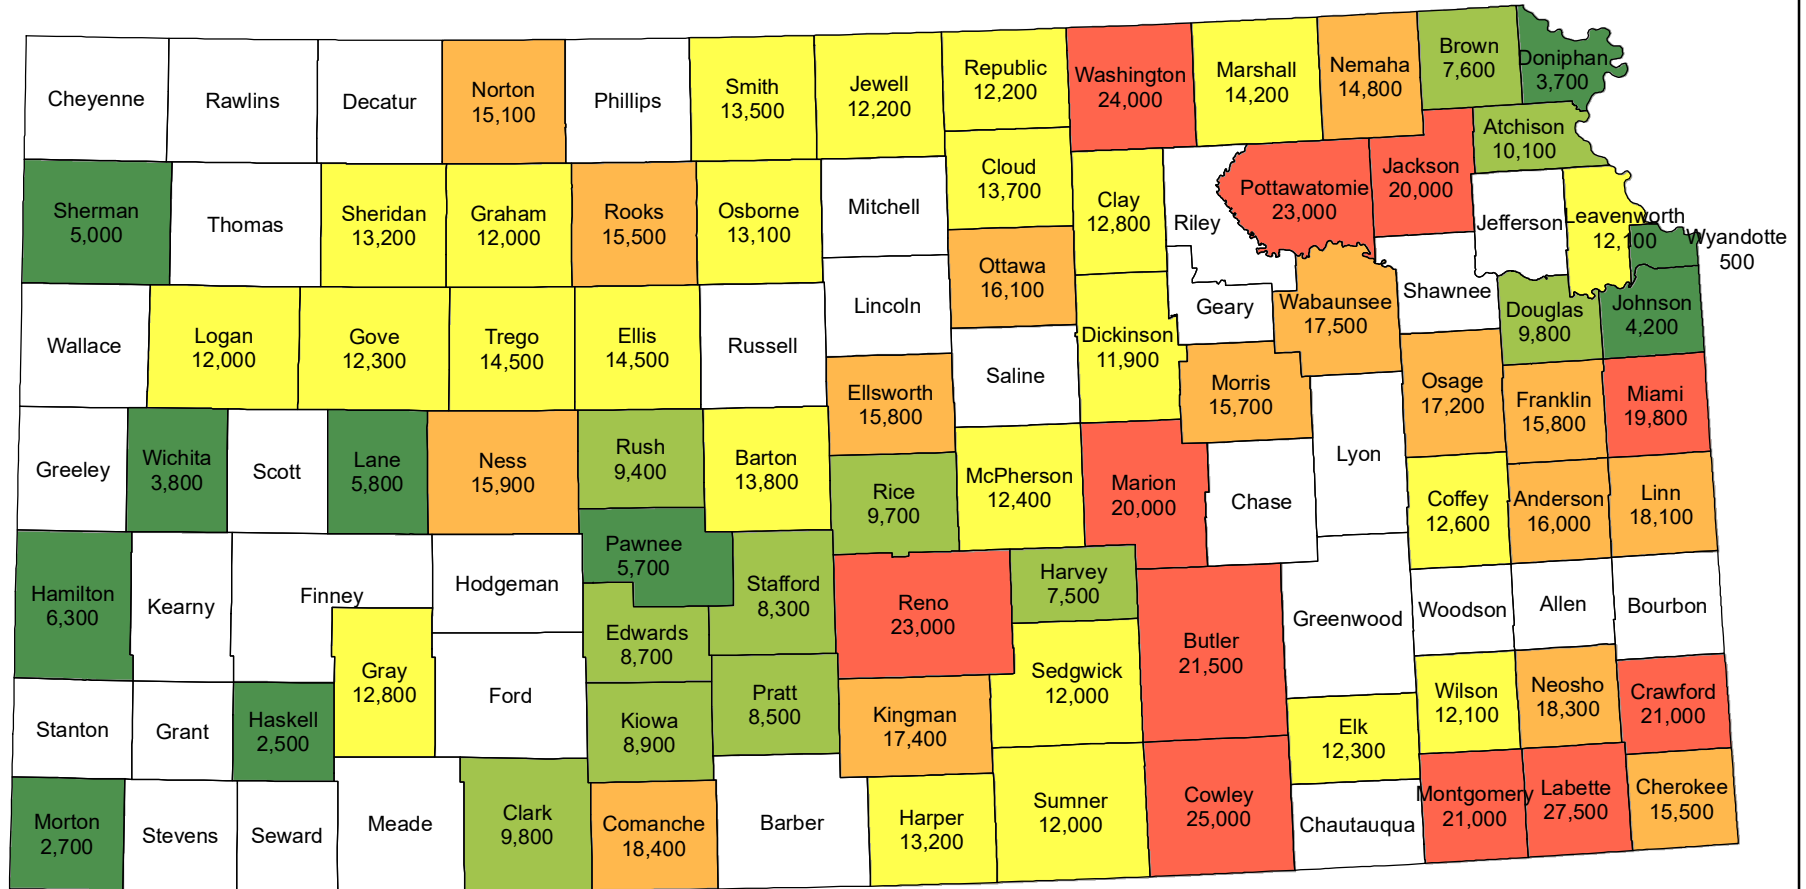 Cheyenne
Rawlins
Decatur
Norton
15,100
Phillips
Smith
13,500
Jewell
12,200
Republic
12,200
Washington
24,000
Marshall
14,200
Nemaha
14,800
Brown
7,600
Doniphan
3,700
Atchison
10,100
Sherman
5,000
Thomas
Sheridan
13,200
Graham
12,000
Rooks
15,500
Osborne
13,100
Mitchell
Cloud
13,700
Clay
12,800
Riley
Pottawatomie
23,000
Jackson
20,000
Jefferson
Leavenworth
12,100
Wyandotte
500
Wallace
Logan
12,000
Gove
12,300
Trego
14,500
Ellis
14,500
Russell
Lincoln
Ottawa
16,100
Dickinson
11,900
Geary
Wabaunsee
17,500
Shawnee
Douglas
9,800
Johnson
4,200
Greeley
Wichita
3,800
Scott
Lane
5,800
Ness
15,900
Rush
9,400
Barton
13,800
Ellsworth
15,800
Saline
Morris
15,700
Osage
17,200
Franklin
15,800
Miami
19,800
Rice
9,700
McPherson
12,400
Marion
20,000
Chase
Lyon
Coffey
12,600
Anderson
16,000
Linn
18,100
Hamilton
6,300
Kearny
Finney
Hodgeman
Pawnee
5,700
Stafford
8,300
Edwards
8,700
Reno
23,000
Harvey
7,500
Butler
21,500
Greenwood
Woodson
Allen
Bourbon
Stanton
Grant
Haskell
2,500
Gray
12,800
Ford
Kiowa
8,900
Pratt
8,500
Kingman
17,400
Sedgwick
12,000
Elk
12,300
Wilson
12,100
Neosho
18,300
Crawford
21,000
Morton
2,700
Stevens
Seward
Meade
Clark
9,800
Comanche
18,400
Barber
Harper
13,200
Sumner
12,000
Cowley
25,000
Chautauqua
Montgomery
21,000
Labette
27,500
Cherokee
15,500